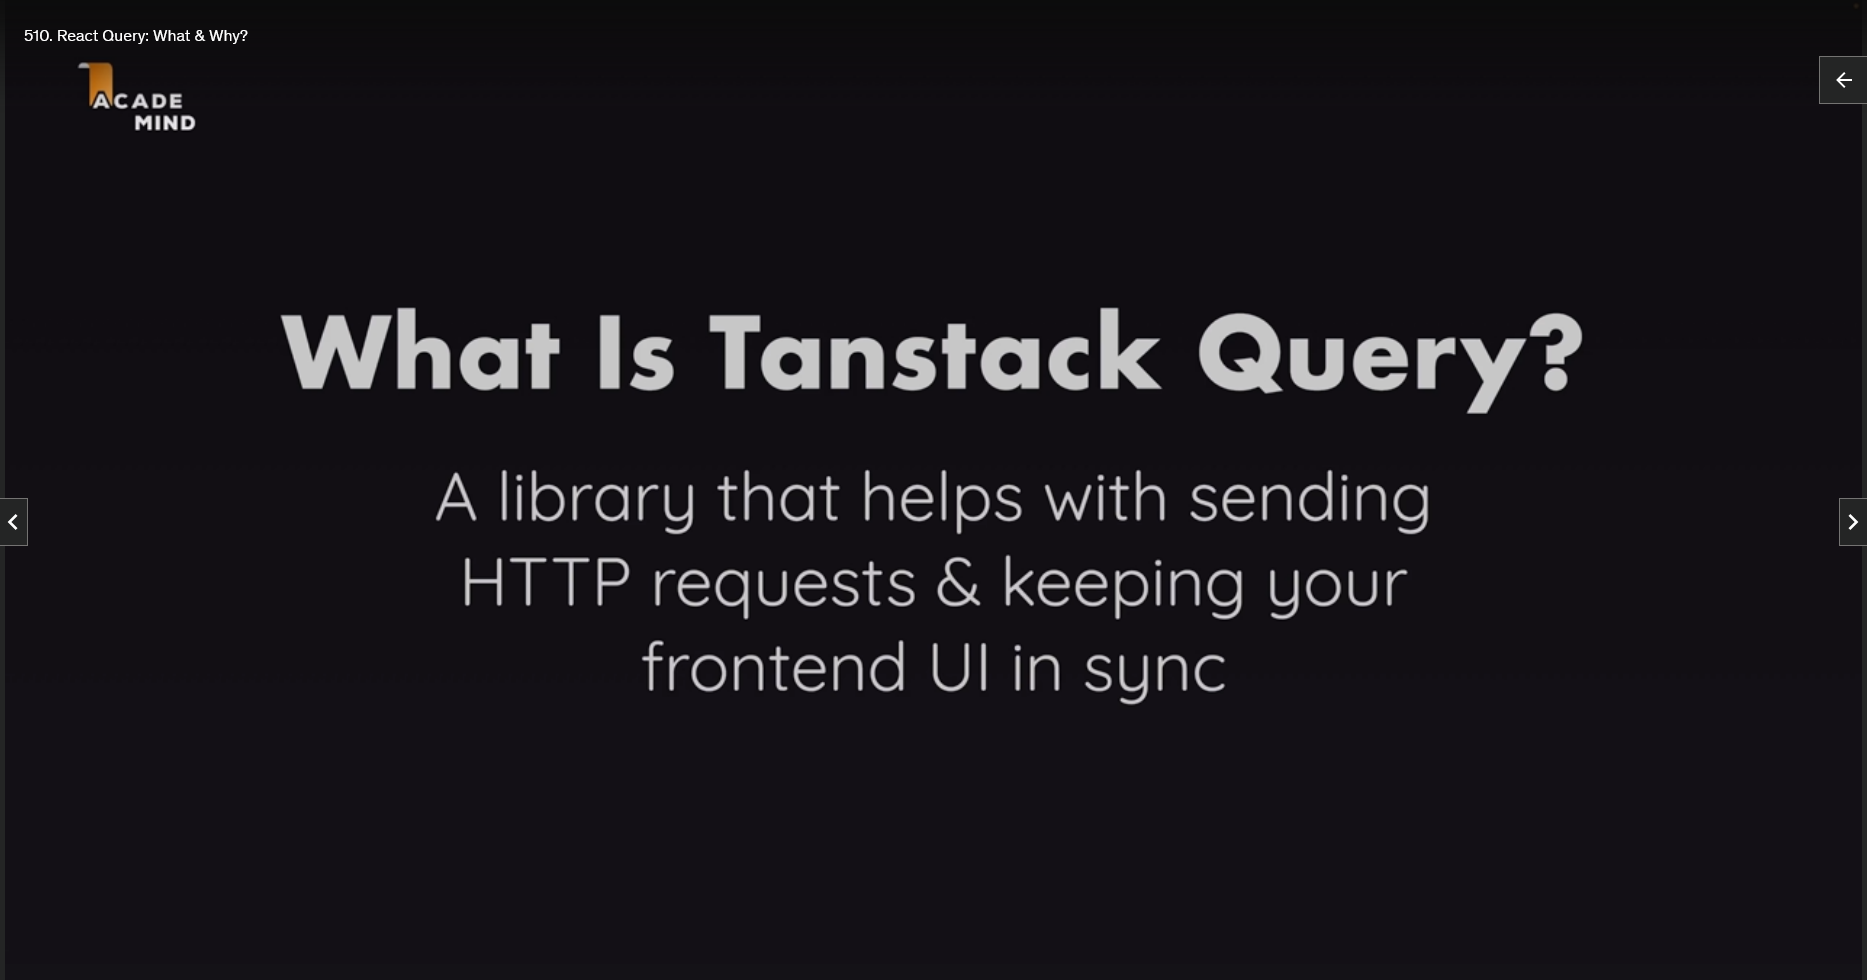 510. React Query: What & Why?
ACADE
MIND
What Is Tanstack Query?
A library that helps with sending
HTTP requests & keeping your
frontend UI in sync